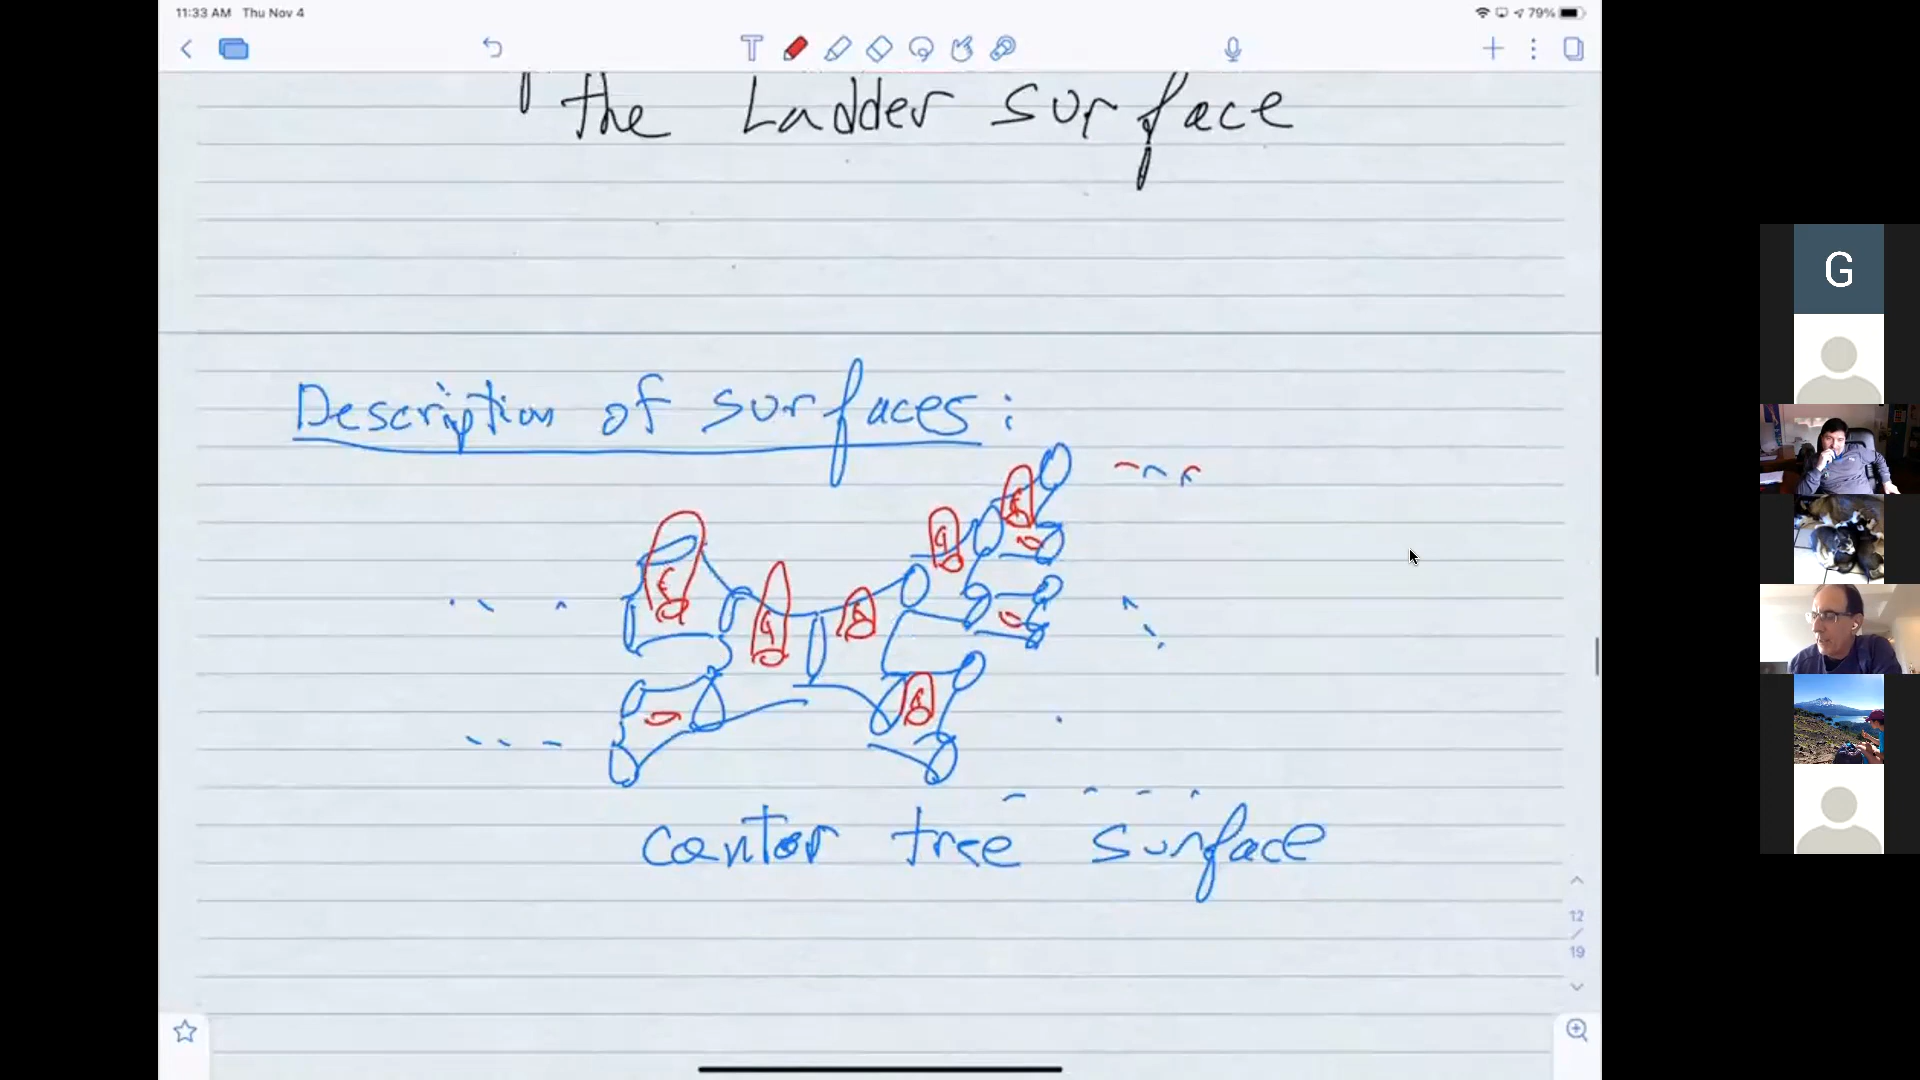 11:33 AM Thu Nov 4
79%
T
the Ladder surface
G
Description of surfaces:
cantor tree surface
12
/
19